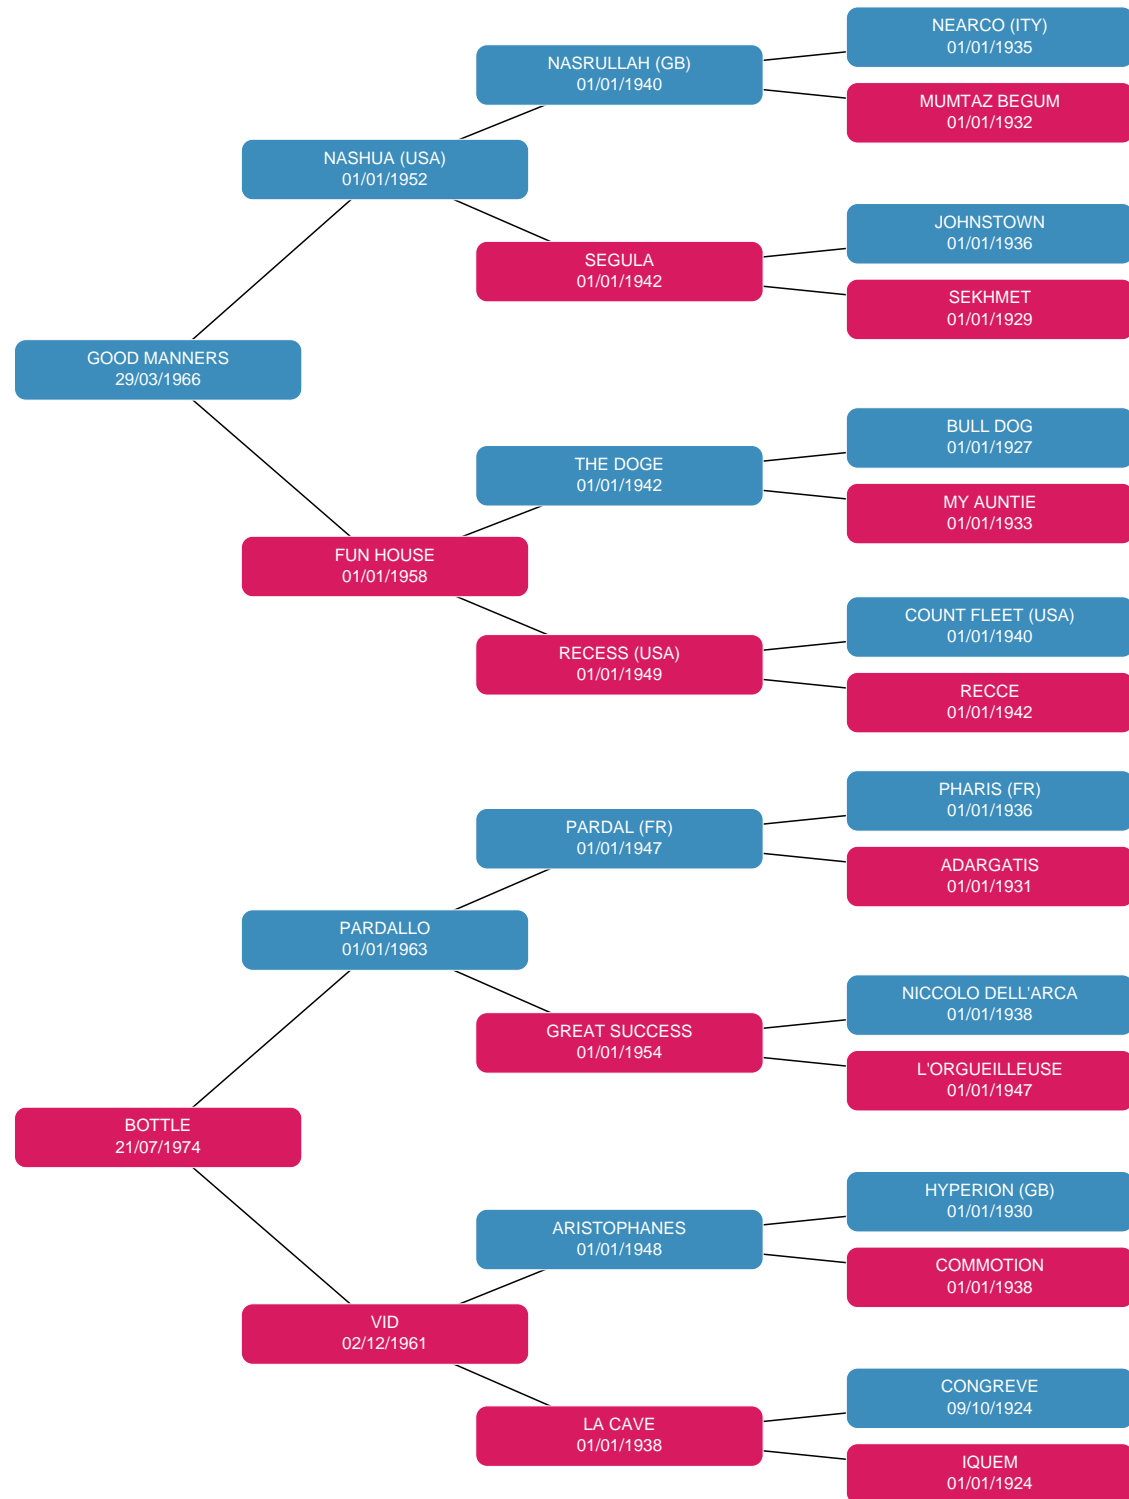 NEARCO (ITY)
01/01/1935
NASRULLAH (GB)
01/01/1940
MUMTAZ BEGUM
01/01/1932
NASHUA (USA)
01/01/1952
JOHNSTOWN
01/01/1936
SEGULA
01/01/1942
SEKHMET
01/01/1929
GOOD MANNERS
29/03/1966
BULL DOG
01/01/1927
THE DOGE
01/01/1942
MY AUNTIE
01/01/1933
FUN HOUSE
01/01/1958
COUNT FLEET (USA)
01/01/1940
RECESS (USA)
01/01/1949
RECCE
01/01/1942
PHARIS (FR)
01/01/1936
PARDAL (FR)
01/01/1947
ADARGATIS
01/01/1931
PARDALLO
01/01/1963
NICCOLO DELL'ARCA
01/01/1938
GREAT SUCCESS
01/01/1954
L'ORGUEILLEUSE
01/01/1947
BOTTLE
21/07/1974
HYPERION (GB)
01/01/1930
ARISTOPHANES
01/01/1948
COMMOTION
01/01/1938
VID
02/12/1961
CONGREVE
09/10/1924
LA CAVE
01/01/1938
IQUEM
01/01/1924